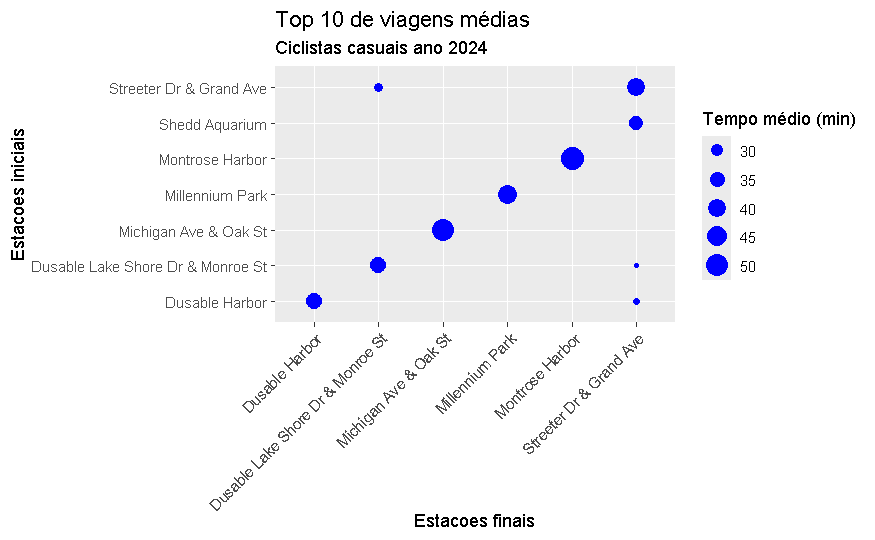 Top 10 de viagens médias
Ciclistas casuais ano 2024
Estacoes iniciais
Streeter Dr & Grand Ave
Shedd Aquarium
Montrose Harbor
Millennium Park
Michigan Ave & Oak St
Dusable Lake Shore Dr & Monroe St
Dusable Harbor
Dusable Harbor
Dusable Lake Shore Dr & Monroe St
Michigan Ave & Oak St
Millennium Park
Montrose Harbor
Streeter Dr & Grand Ave
Estacoes finais
Tempo médio (min)
30
35
40
45
50